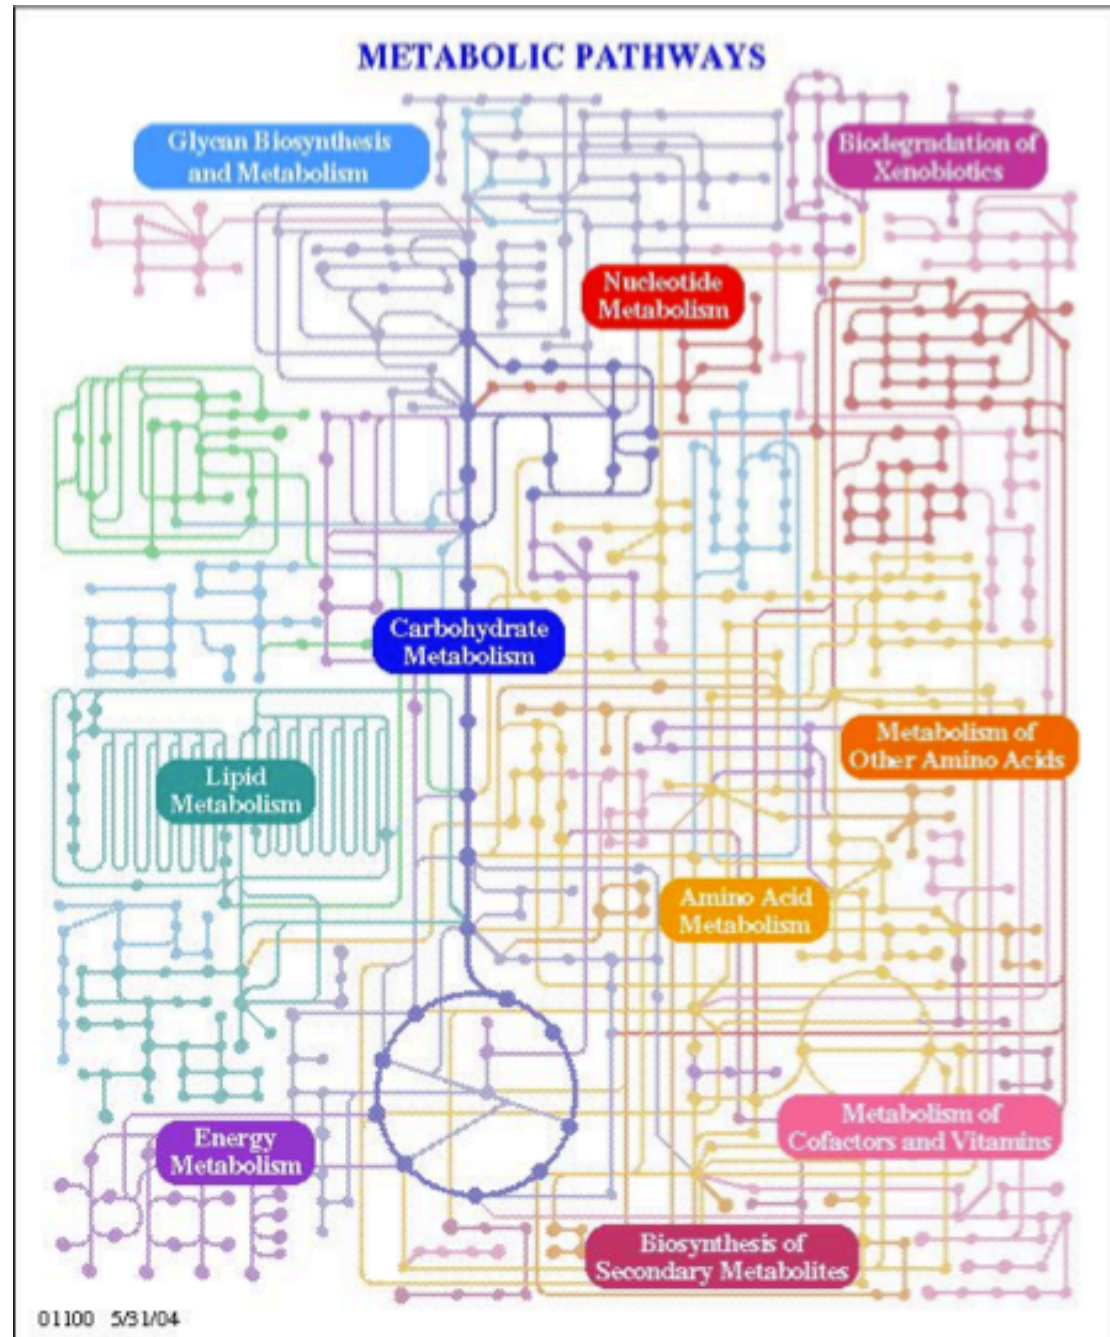 METABOLIC PATHWAYS
Glycan Biosynthesis
and Metabolism
Biodegradation of
Xenobiotics
Nucleotide
Metabolism
Carbohydrate
Metabolism
Metabolism of
Other Amino Acids
Lipid
Metabolism
Amino Acid
Metabolism
Metabolism of
Cofactors and Vitamins
Energy
Metabolism
Biosynthesis of
Secondary Metabolites
01100 5/31/04